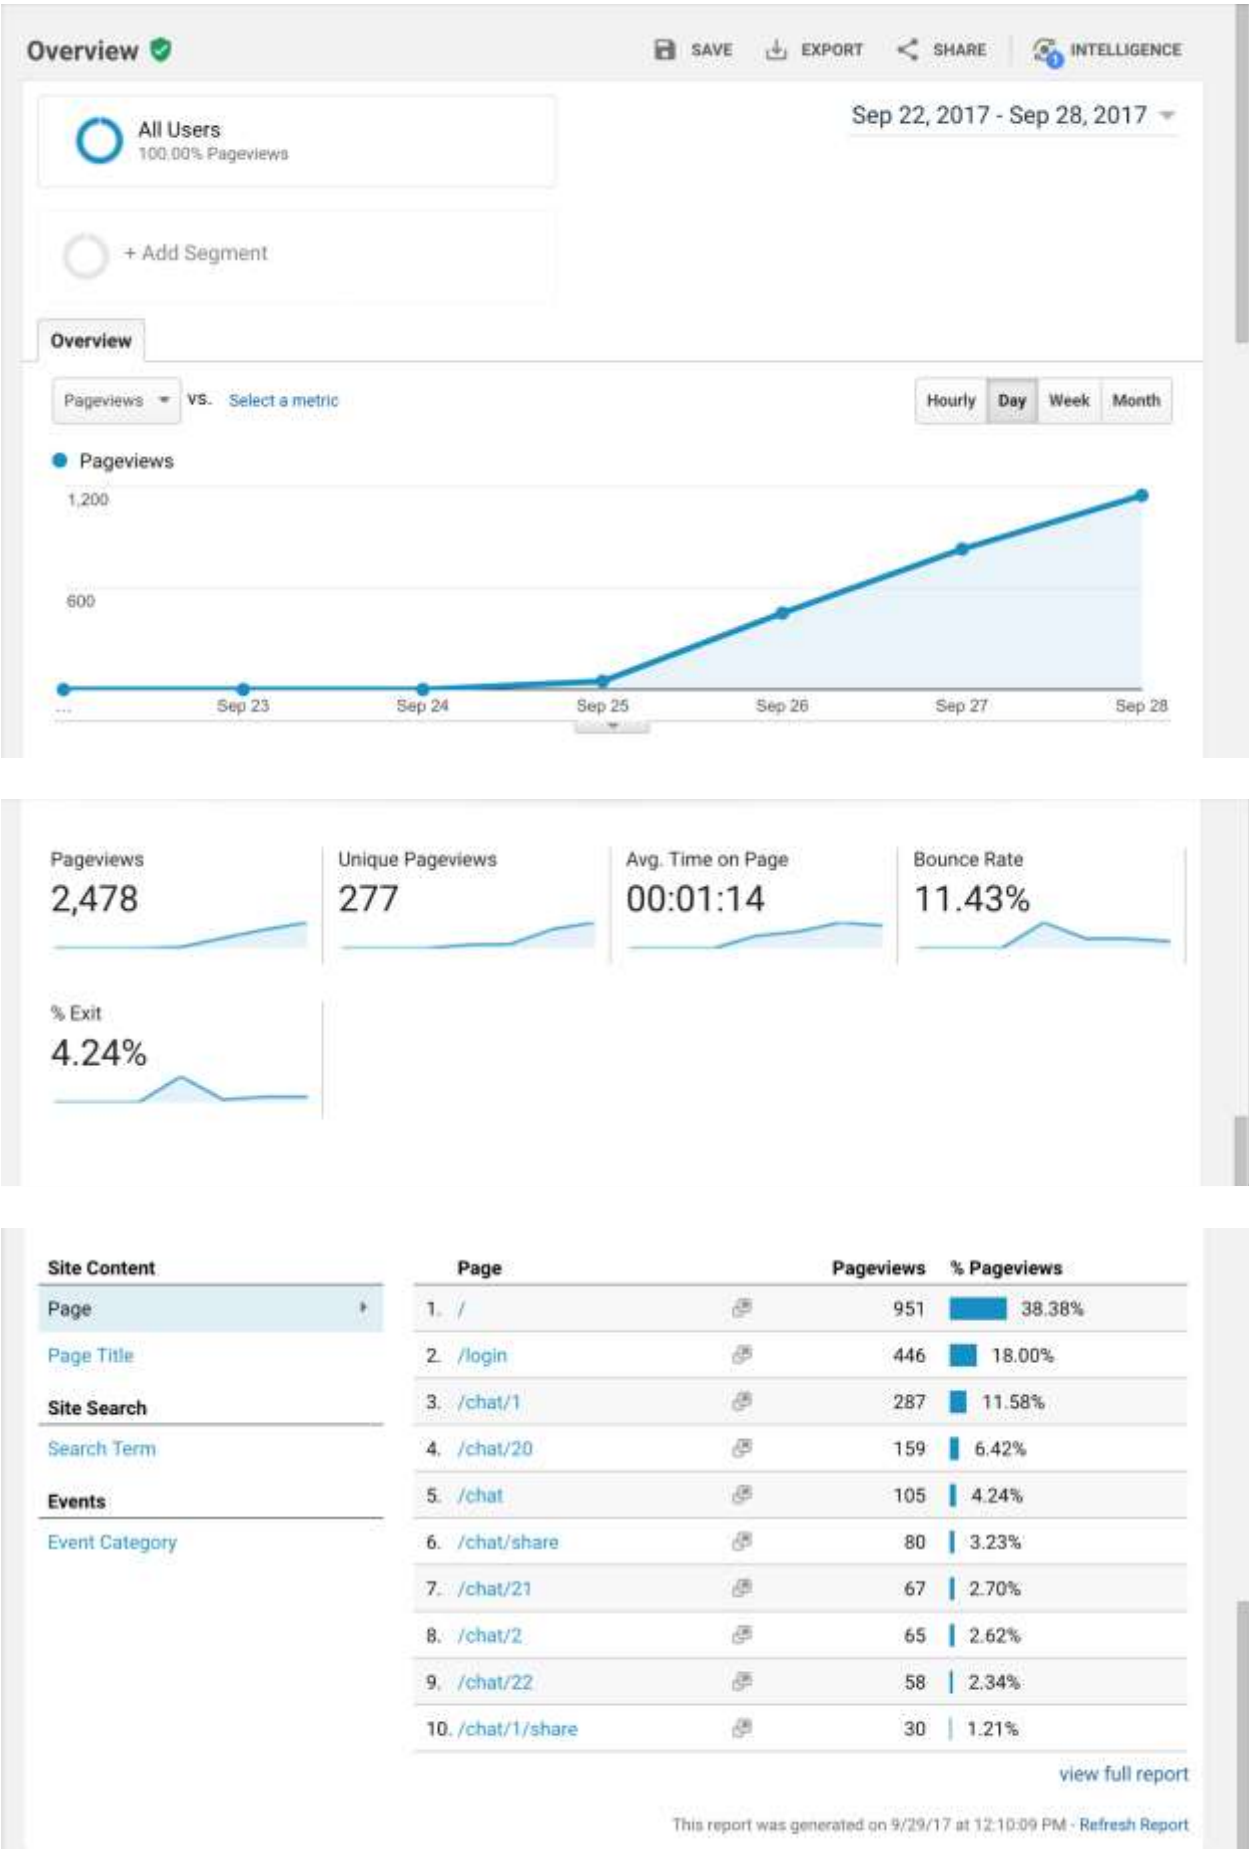 Overview SAVE EXPORT SHARE INTELLIGENCE
1
All Users
100.00% Pageviews
Sep 22, 2017 - Sep 28, 2017
+ Add Segment
Overview
Pageviews VS. Select a metric Hourly Day Week Month
Pageviews
1,200
600
... Sep 23 Sep 24 Sep 25 Sep 26 Sep 27 Sep 28
Pageviews Unique Pageviews Avg. Time on Page Bounce Rate
2,478 277 00:01:14 11.43%
% Exit
4.24%
Site Content Page Pageviews % Pageviews
Page 1. / 951 38.38%
Page Title 2. /login 446 18.00%
Site Search 3. /chat/1 287 11.58%
Search Term 4. /chat/20 159 6.42%
Events 5. /chat 105 4.24%
Event Category 6. /chat/share 80 3.23%
7. /chat/21 67 2.70%
8. /chat/2 65 2.62%
9. /chat/22 58 2.34%
10. /chat/1/share 30 1.21%
view full report
This report was generated on 9/29/17 at 12:10:09 PM - Refresh Report